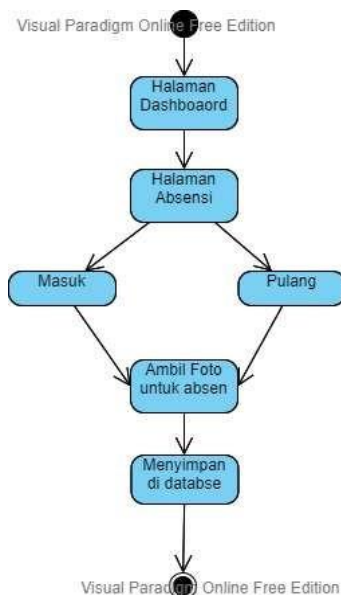 Visual Paradigm Online Free Edition
Halaman
Dashboaord
Halaman
Absensi
Masuk
Pulang
Ambil Foto
untuk absen
Menyimpan
di databse
Visual Paradigm Online Free Edition